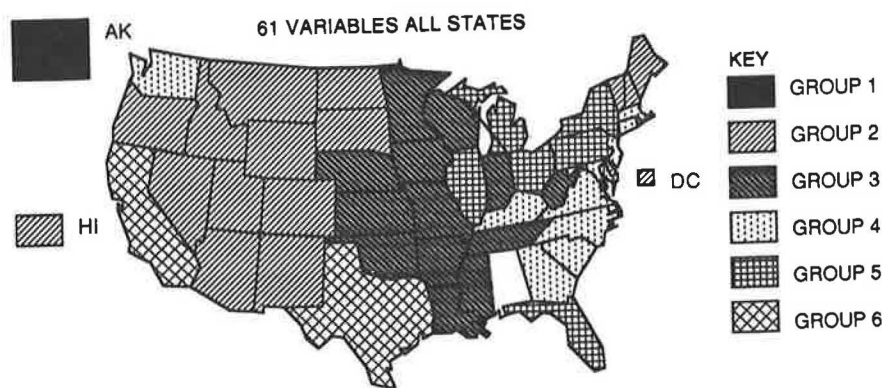 AK
61 VARIABLES ALL STATES
KEY
GROUP 1
GROUP 2
GROUP 3
DC
HI
GROUP 4
GROUP 5
GROUP 6